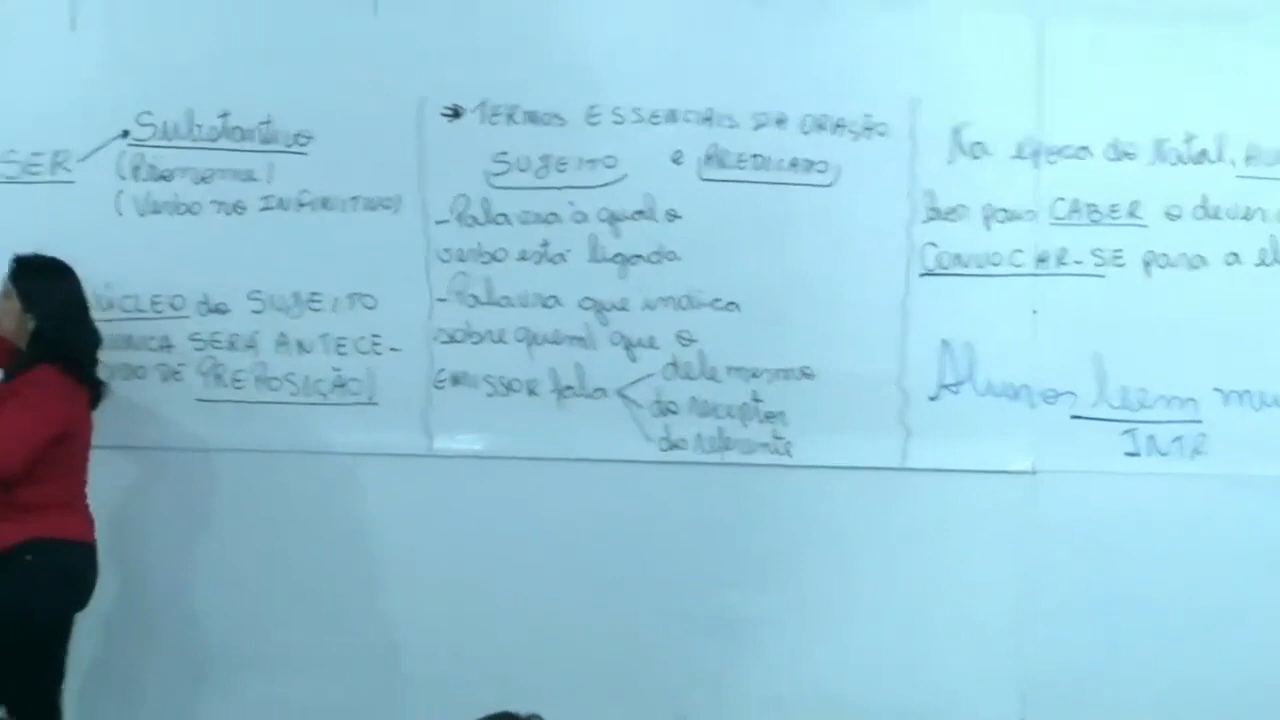 SER
Substantivo
(Pronome)
(Verbo no INFINITIVO)
NÚCLEO do SUJEITO
NUNCA SERÁ ANTECE-
DIDO DE PREPOSIÇÃO!
→ TERMOS ESSENCIAIS DA ORAÇÃO
SUJEITO e PREDICADO
- Palavra à qual o
verbo está ligado
- Palavra que indica
sobre quem/ que o
EMISSOR fala
dele mesmo
do receptor
do referente
Na época do Natal,
para CABER o
CONVOCAR-SE para a
Alunos leem
INTR